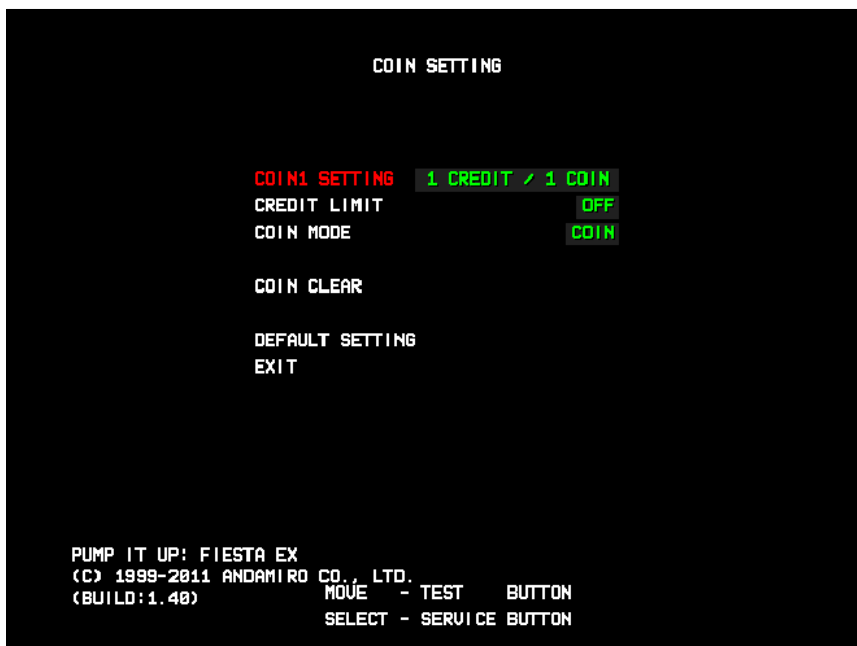 COIN SETTING
COIN1 SETTING 1 CREDIT / 1 COIN
CREDIT LIMIT OFF
COIN MODE COIN
COIN CLEAR
DEFAULT SETTING
EXIT
PUMP IT UP: FIESTA EX
(C) 1999-2011 ANDAMIRO CO., LTD.
(BUILD:1.40)
MOVE - TEST BUTTON
SELECT - SERVICE BUTTON